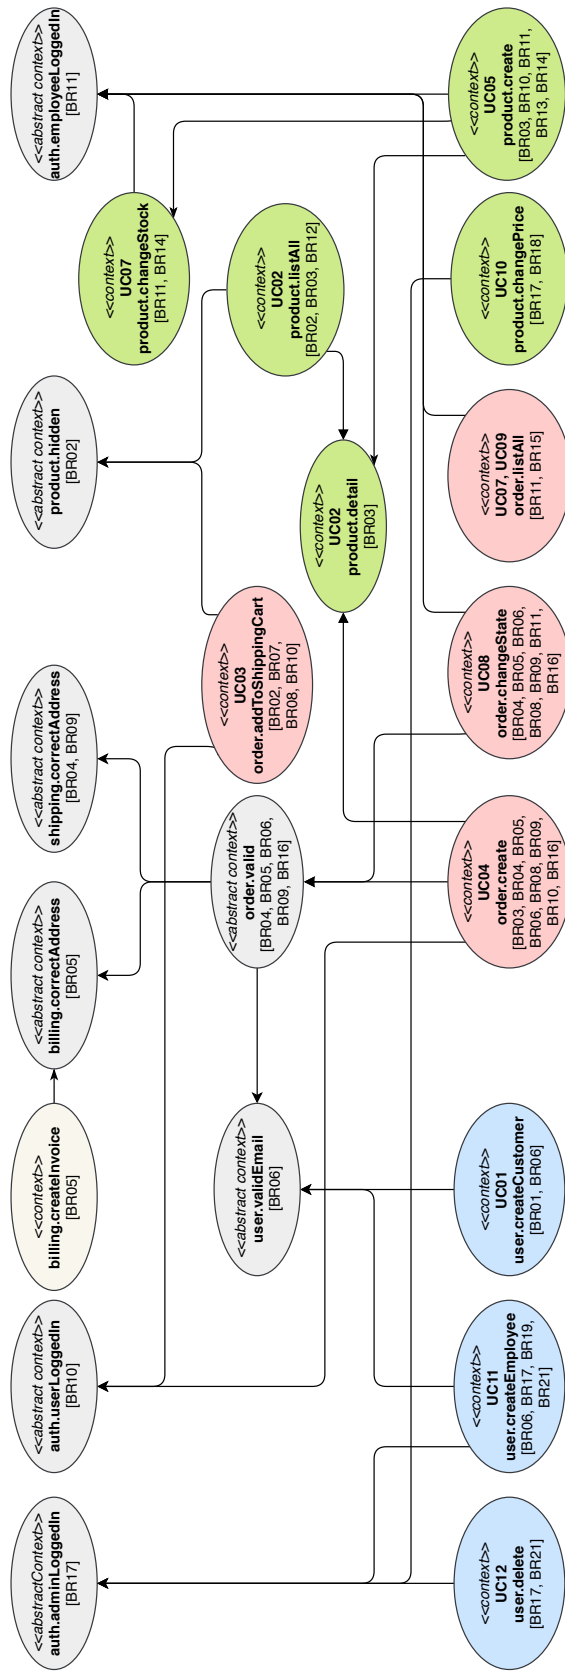 <<abstractContext>>
auth.adminLoggedIn
[BR17]
<<abstract context>>
auth.userLoggedIn
[BR10]
<<context>>
billing.createInvoice
[BR05]
<<abstract context>>
billing.correctAddress
[BR05]
<<abstract context>>
shipping.correctAddress
[BR04, BR09]
<<abstract context>>
product.hidden
[BR02]
<<abstract context>>
auth.employeeLoggedIn
[BR11]
<<context>>
UC07
product.changeStock
[BR11, BR14]
<<abstract context>>
user.validEmail
[BR06]
<<abstract context>>
order.valid
[BR04, BR05, BR06,
BR09, BR16]
<<context>>
UC03
order.addToShippingCart
[BR02, BR07,
BR08, BR10]
<<context>>
UC02
product.listAll
[BR02, BR03, BR12]
<<context>>
UC02
product.detail
[BR03]
<<context>>
UC12
user.delete
[BR17, BR21]
<<context>>
UC11
user.createEmployee
[BR06, BR17, BR19,
BR21]
<<context>>
UC01
user.createCustomer
[BR01, BR06]
<<context>>
UC04
order.create
[BR03, BR04, BR05,
BR06, BR08, BR09,
BR10, BR16]
<<context>>
UC08
order.changeState
[BR04, BR05, BR06,
BR08, BR09, BR11,
BR16]
<<context>>
UC07, UC09
order.listAll
[BR11, BR15]
<<context>>
UC10
product.changePrice
[BR17, BR18]
<<context>>
UC05
product.create
[BR03, BR10, BR11,
BR13, BR14]